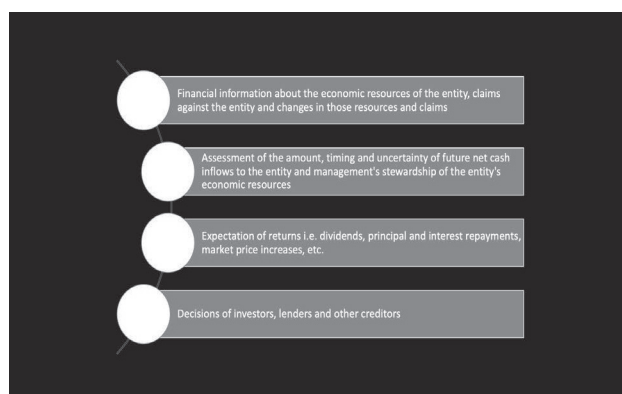 Financial information about the economic resources of the entity, claims
against the entity and changes in those resources and claims
Assessment of the amount, timing and uncertainty of future net cash
inflows to the entity and management's stewardship of the entity's
economic resources
Expectation of returns i.e. dividends, principal and interest repayments,
market price increases, etc.
Decisions of investors, lenders and other creditors